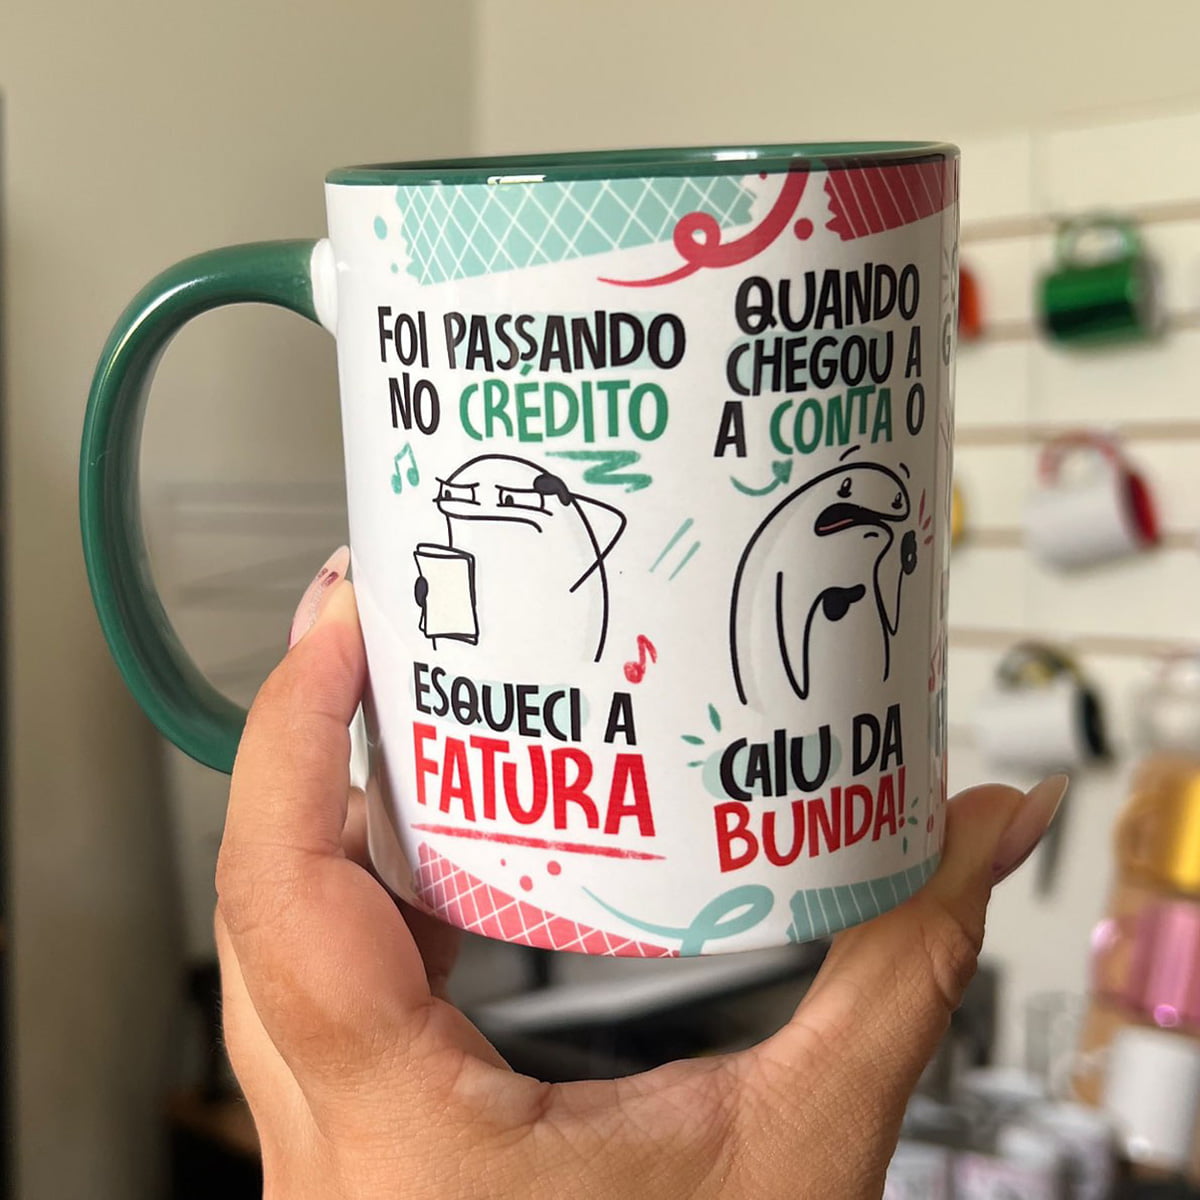 FOI PASSANDO
NO CRÉDITO
ESQUECI A
FATURA
QUANDO
CHEGOU A
A CONTA O
CAIU DA
BUNDA!